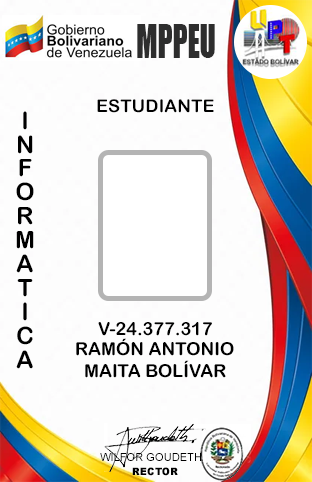 Gobierno
Bolivariano
de Venezuela
MPPEU
UPT
ESTADO BOLÍVAR
ESTUDIANTE
INFORMATICA
V-24.377.317
RAMÓN ANTONIO
MAITA BOLÍVAR
WILFOR GOUDETH
RECTOR